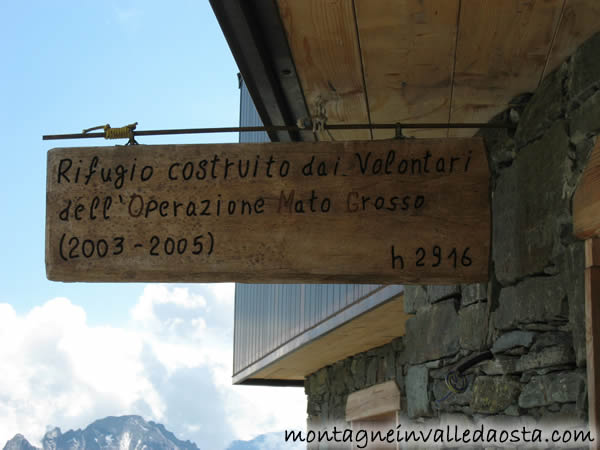 Rifugio costruito dai Volontari
dell'Operazione Mato Grosso
(2003 - 2005)
h 2916
montagneinvalledaosta.com